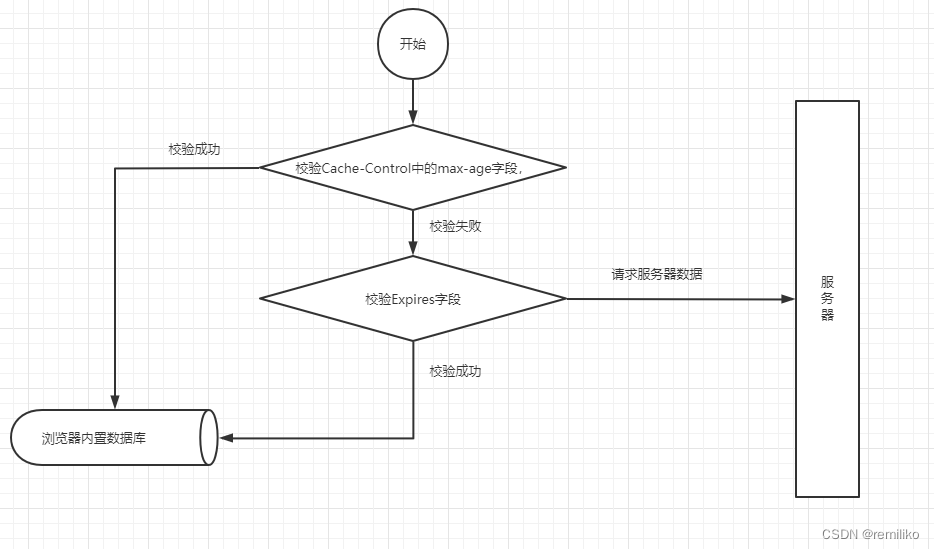 开始
校验成功
校验Cache-Control中的max-age字段，
校验失败
请求服务器数据
校验Expires字段
服
务
器
校验成功
浏览器内置数据库
CSDN @remiliko